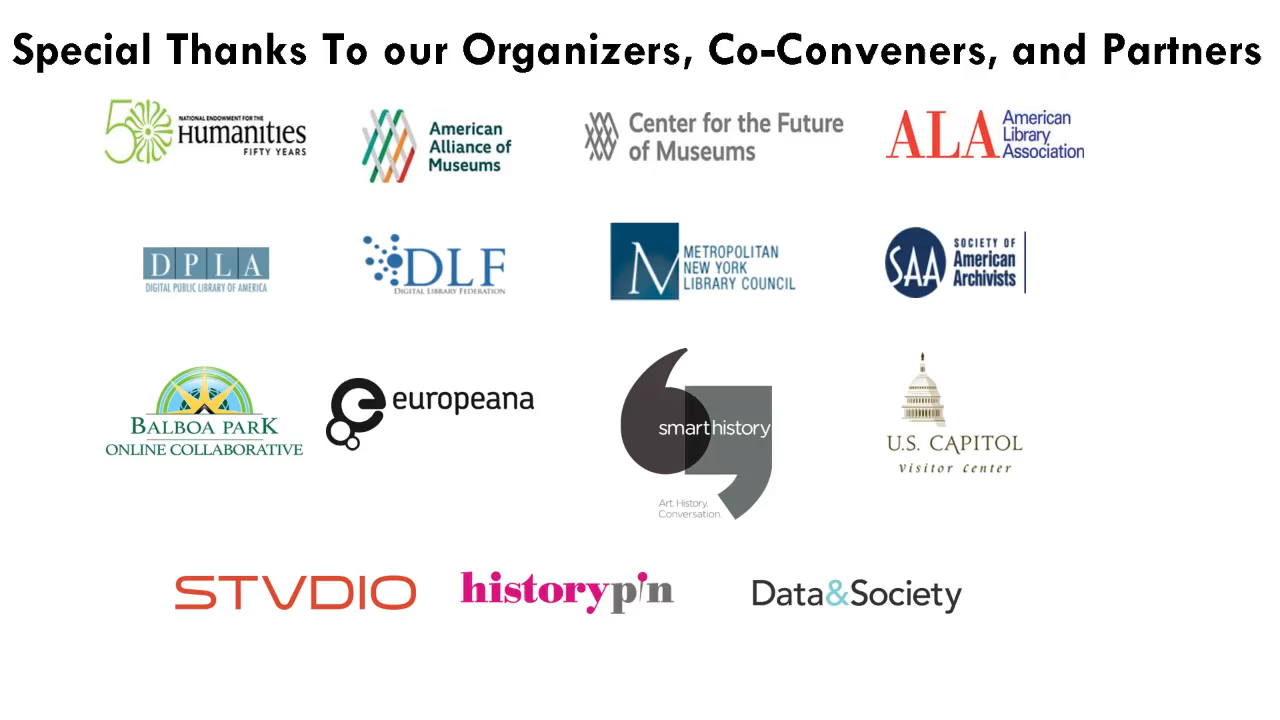 Special Thanks To our Organizers, Co-Conveners, and Partners
50
NATIONAL ENDOWMENT FOR THE
HUMANITIES
FIFTY YEARS
American
Alliance of
Museums
Center for the Future
of Museums
ALA
American
Library
Association
DPLA
DIGITAL PUBLIC LIBRARY OF AMERICA
DLF
DIGITAL LIBRARY FEDERATION
M
METROPOLITAN
NEW YORK
LIBRARY COUNCIL
SAA
SOCIETY OF
American
Archivists
BALBOA PARK
ONLINE COLLABORATIVE
europeana
smarthistory
Art. History.
Conversation.
U.S. CAPITOL
Visitor Center
STVDIO
historypin
Data&Society